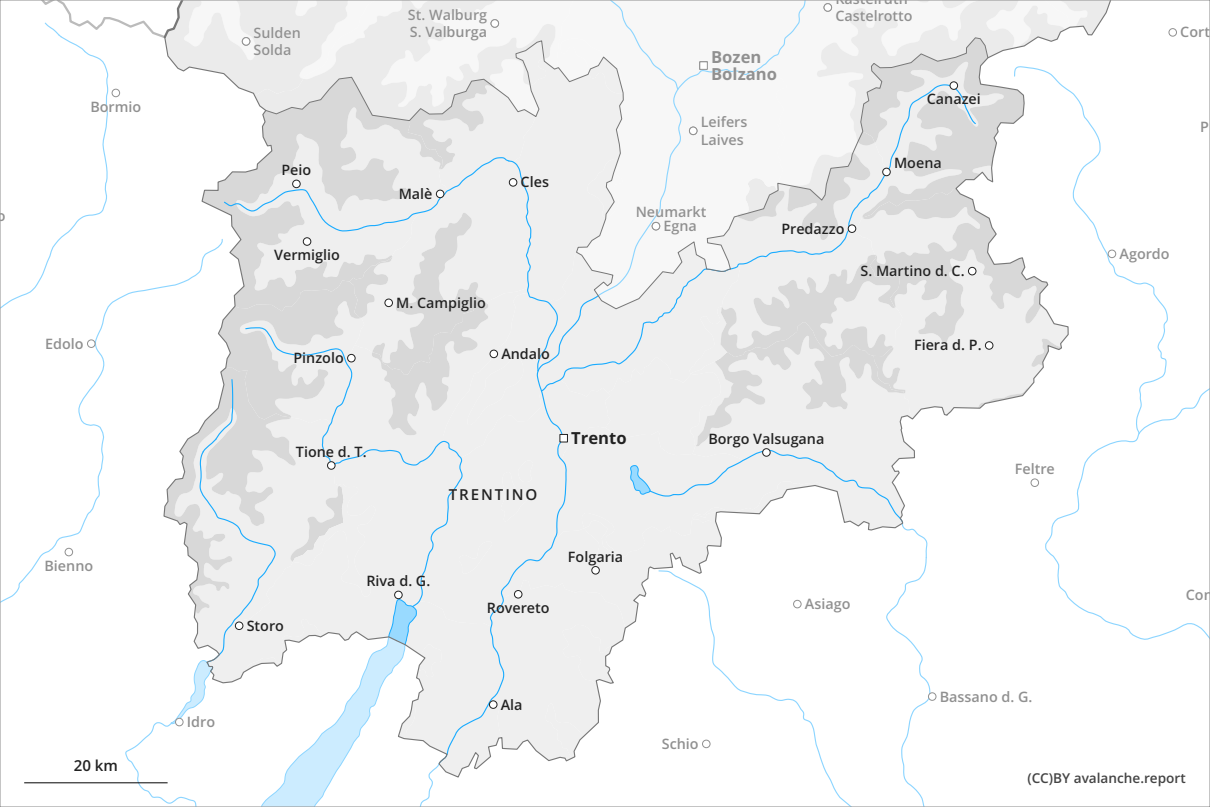 Kastelruth
Castelrotto
St. Walburg
S. Valburga
Sulden
Solda
Cort
Bozen
Bolzano
Bormio
Canazei
Leifers
Laives
P
Moena
Peio
Malè
Cles
Neumarkt
Egna
Predazzo
Vermiglio
Agordo
S. Martino d. C.
M. Campiglio
Edolo
Pinzolo
Andalo
Fiera d. P.
Trento
Borgo Valsugana
Tione d. T.
Feltre
TRENTINO
Bienno
Folgaria
Riva d. G.
Rovereto
Asiago
Cor
Storo
Bassano d. G.
Ala
Idro
Schio
20 km
(CC)BY avalanche.report